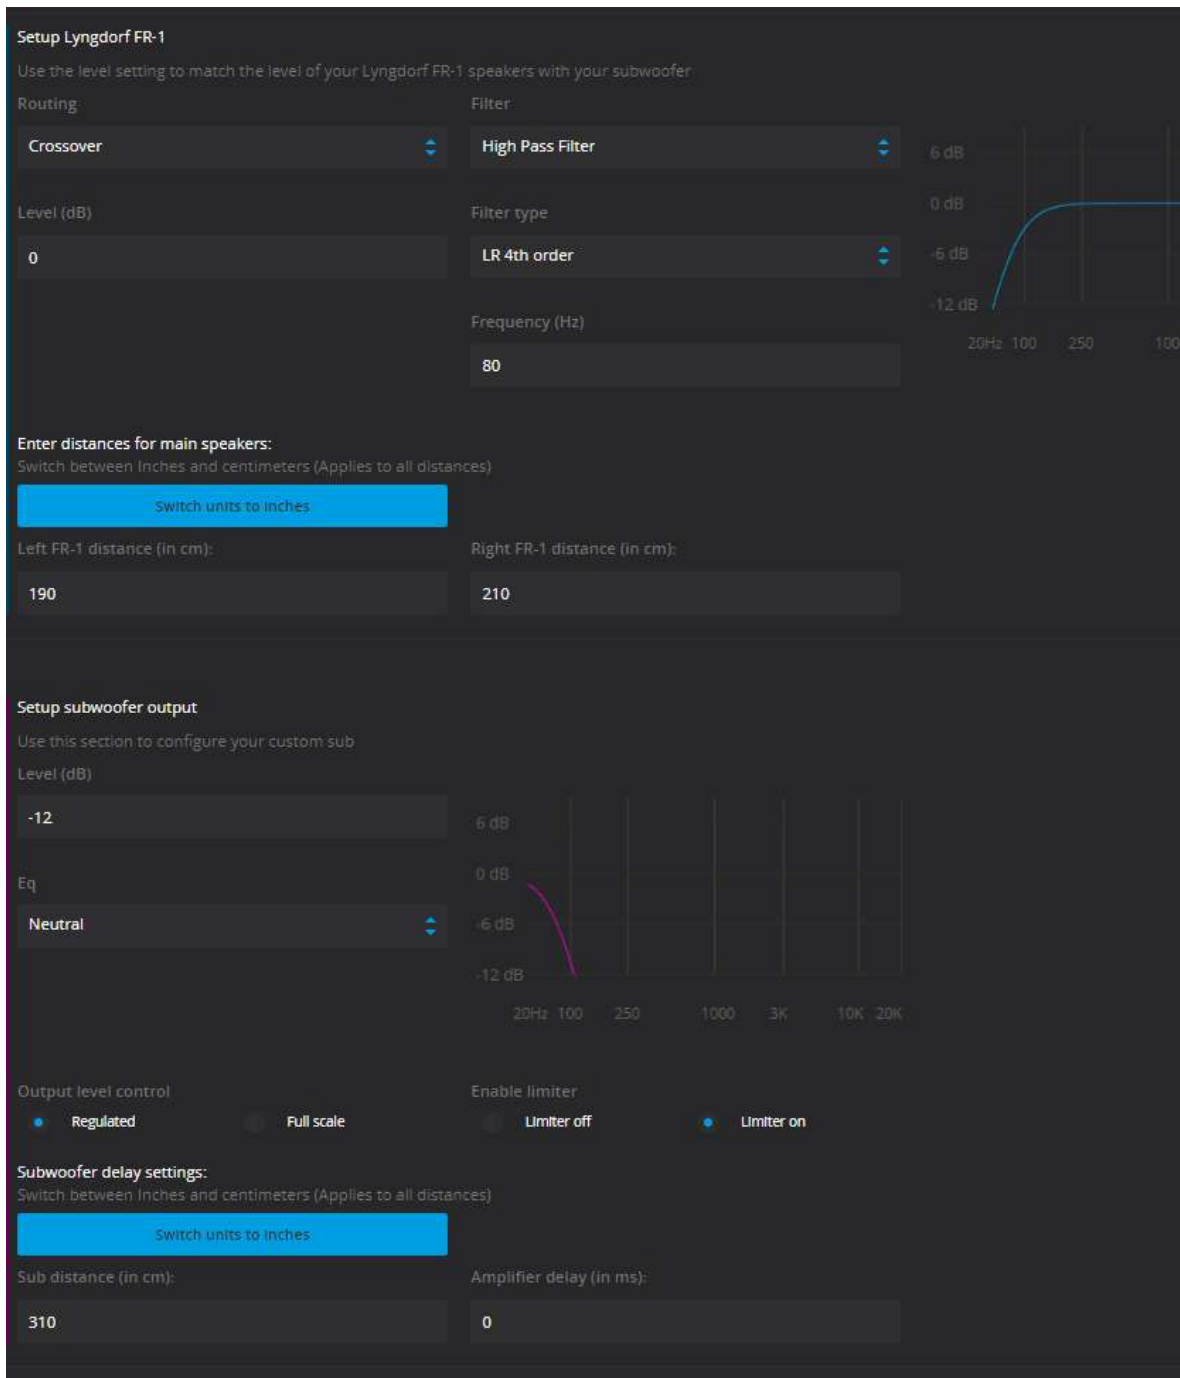 Setup Lyngdorf FR-1
Use the level setting to match the level of your Lyngdorf FR-1 speakers with your subwoofer
Routing
Filter
Crossover
High Pass Filter
Level (dB)
Filter type
0
LR 4th order
Frequency (Hz)
80
6 dB
0 dB
-6 dB
-12 dB
20Hz 100 250 100
Enter distances for main speakers:
Switch between Inches and centimeters (Applies to all distances)
Switch units to inches
Left FR-1 distance (in cm):
Right FR-1 distance (in cm):
190
210
Setup subwoofer output
Use this section to configure your custom sub
Level (dB)
-12
Eq
Neutral
6 dB
0 dB
-6 dB
-12 dB
20Hz 100 250 1000 3K 10K 20K
Output level control
Enable limiter
Regulated
Full scale
Limiter off
Limiter on
Subwoofer delay settings:
Switch between Inches and centimeters (Applies to all distances)
Switch units to inches
Sub distance (in cm):
Amplifier delay (in ms):
310
0